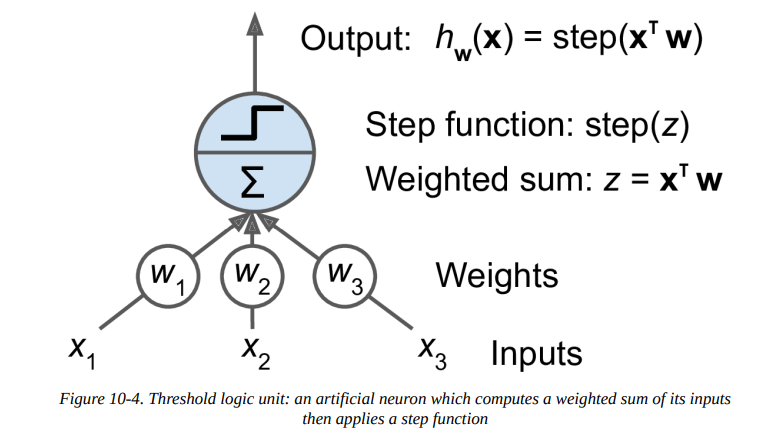 Output: h_w(x) = step(xᵀ w)
Step function: step(z)
Σ
Weighted sum: z = xᵀ w
w₁ w₂ w₃ Weights
x₁ x₂ x₃ Inputs
Figure 10-4. Threshold logic unit: an artificial neuron which computes a weighted sum of its inputs
then applies a step function